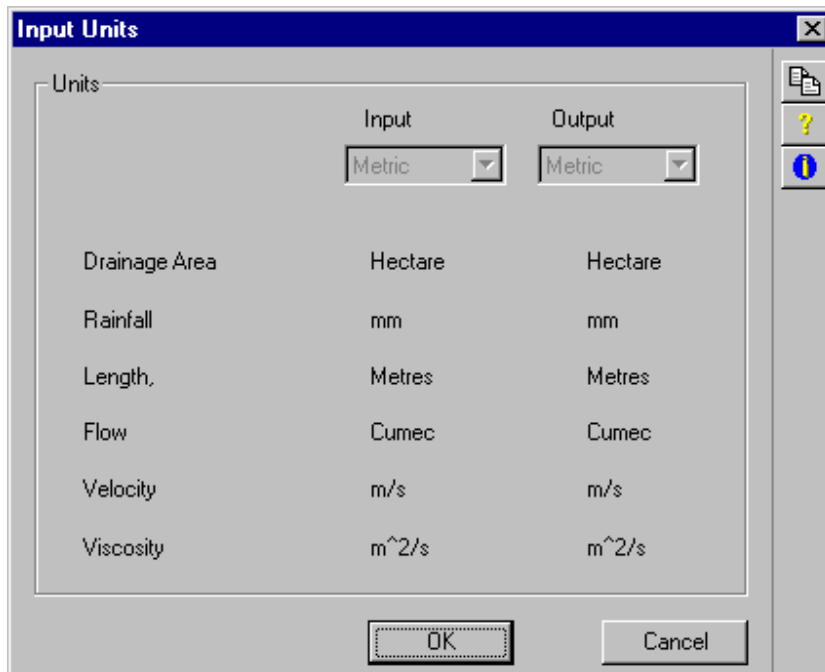 Input Units
Units
Input Output
Metric Metric
Drainage Area Hectare Hectare
Rainfall mm mm
Length, Metres Metres
Flow Cumec Cumec
Velocity m/s m/s
Viscosity m^2/s m^2/s
OK Cancel